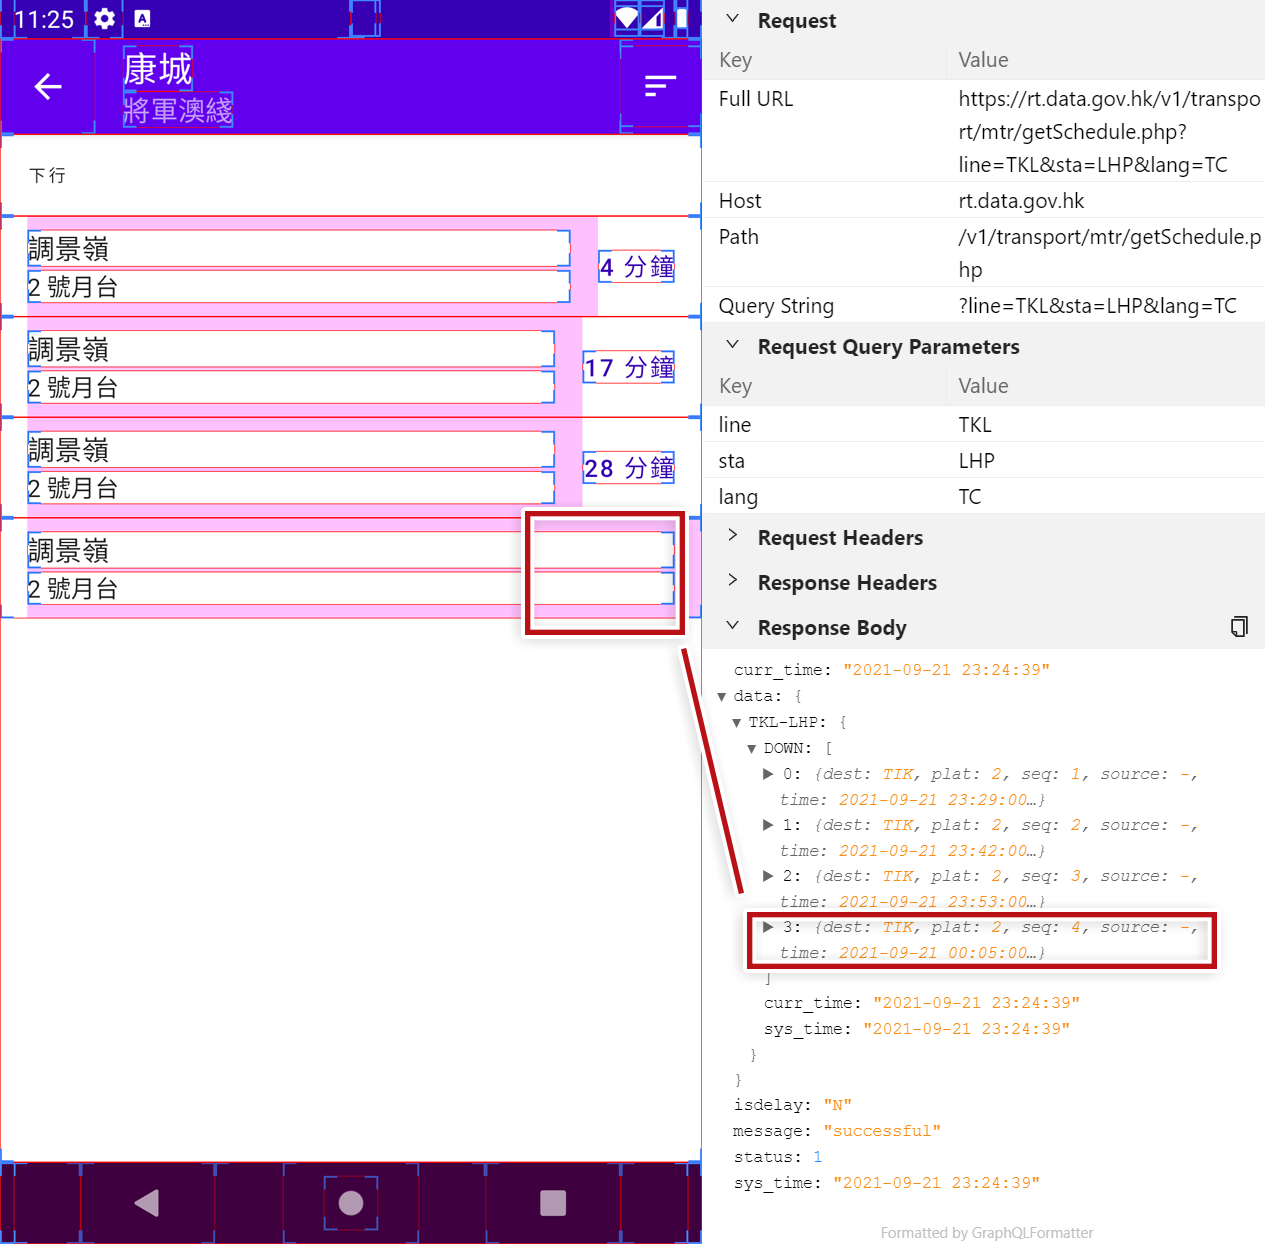 11:25
A
康城
將軍澳綫
下行
調景嶺
2 號月台
4 分鐘
調景嶺
2 號月台
17 分鐘
調景嶺
2 號月台
28 分鐘
調景嶺
2 號月台
Request
Key Value
Full URL https://rt.data.gov.hk/v1/transpo
rt/mtr/getSchedule.php?
line=TKL&sta=LHP&lang=TC
Host rt.data.gov.hk
Path /v1/transport/mtr/getSchedule.p
hp
Query String ?line=TKL&sta=LHP&lang=TC
Request Query Parameters
Key Value
line TKL
sta LHP
lang TC
Request Headers
Response Headers
Response Body
curr_time: "2021-09-21 23:24:39"
data: {
TKL-LHP: {
DOWN: [
0: {dest: TIK, plat: 2, seq: 1, source: -,
time: 2021-09-21 23:29:00…}
1: {dest: TIK, plat: 2, seq: 2, source: -,
time: 2021-09-21 23:42:00…}
2: {dest: TIK, plat: 2, seq: 3, source: -,
time: 2021-09-21 23:53:00…}
3: {dest: TIK, plat: 2, seq: 4, source: -,
time: 2021-09-21 00:05:00…}
]
curr_time: "2021-09-21 23:24:39"
sys_time: "2021-09-21 23:24:39"
}
}
isdelay: "N"
message: "successful"
status: 1
sys_time: "2021-09-21 23:24:39"
Formatted by GraphQLFormatter